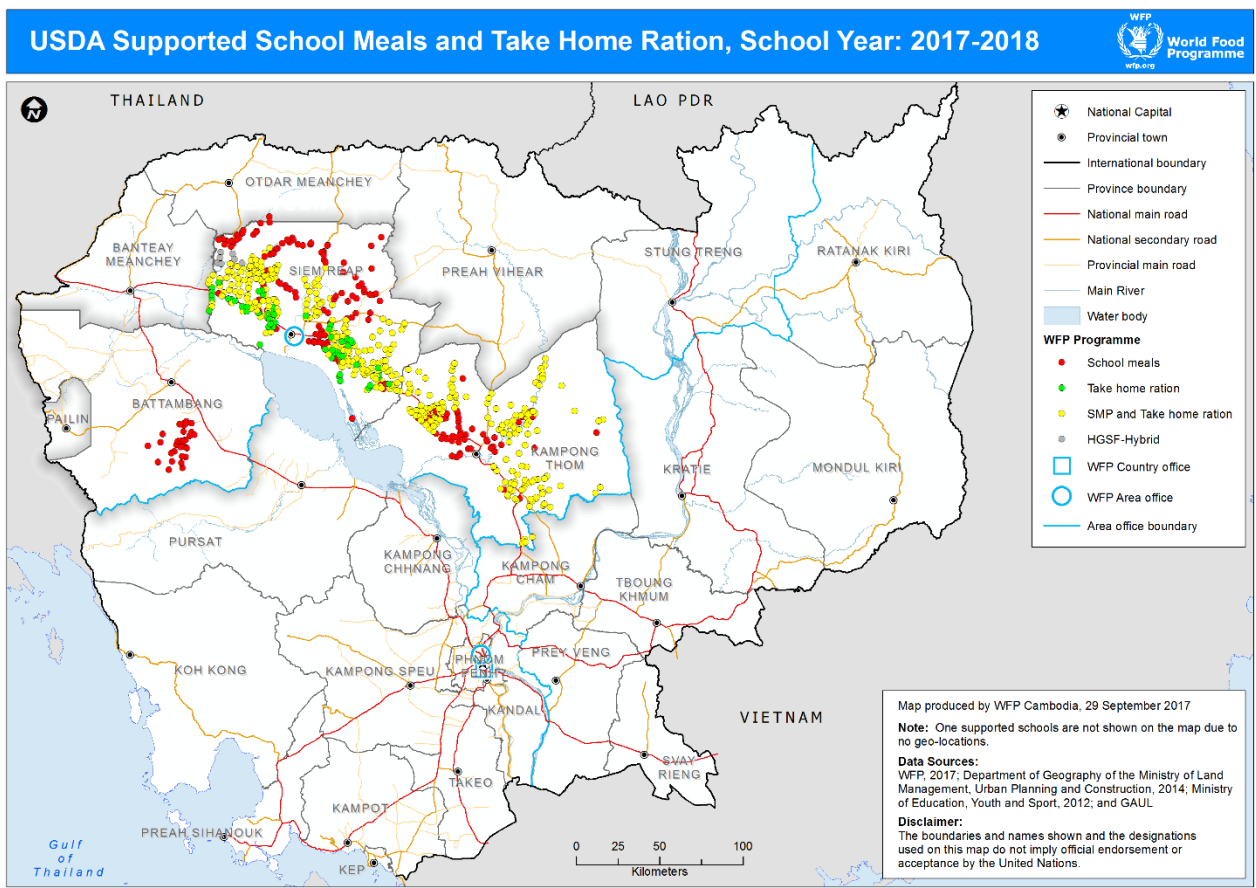 USDA Supported School Meals and Take Home Ration, School Year: 2017-2018
WFP
wfp.org
World Food
Programme
N
THAILAND
LAO PDR
OTDAR MEANCHEY
BANTEAY
MEANCHEY
SIEM REAP
PREAH VIHEAR
STUNG TRENG
RATANAK KIRI
BATTAMBANG
PAILIN
KAMPONG
THOM
KRATIE
MONDUL KIRI
PURSAT
KAMPONG
CHHNANG
KAMPONG
CHAM
TBOUNG
KHMUM
KOH KONG
KAMPONG SPEU
PHNOM
PENH
PREY VENG
KANDAL
VIETNAM
SVAY
RIENG
TAKEO
KAMPOT
PREAH SIHANOUK
KEP
Gulf
of
Thailand
National Capital
Provincial town
International boundary
Province boundary
National main road
National secondary road
Provincial main road
Main River
Water body
WFP Programme
School meals
Take home ration
SMP and Take home ration
HGSF-Hybrid
WFP Country office
WFP Area office
Area office boundary
Map produced by WFP Cambodia, 29 September 2017
Note: One supported schools are not shown on the map due to
no geo-locations.
Data Sources:
WFP, 2017; Department of Geography of the Ministry of Land
Management, Urban Planning and Construction, 2014; Ministry
of Education, Youth and Sport, 2012; and GAUL
Disclaimer:
The boundaries and names shown and the designations
used on this map do not imply official endorsement or
acceptance by the United Nations.
0 25 50 100
Kilometers